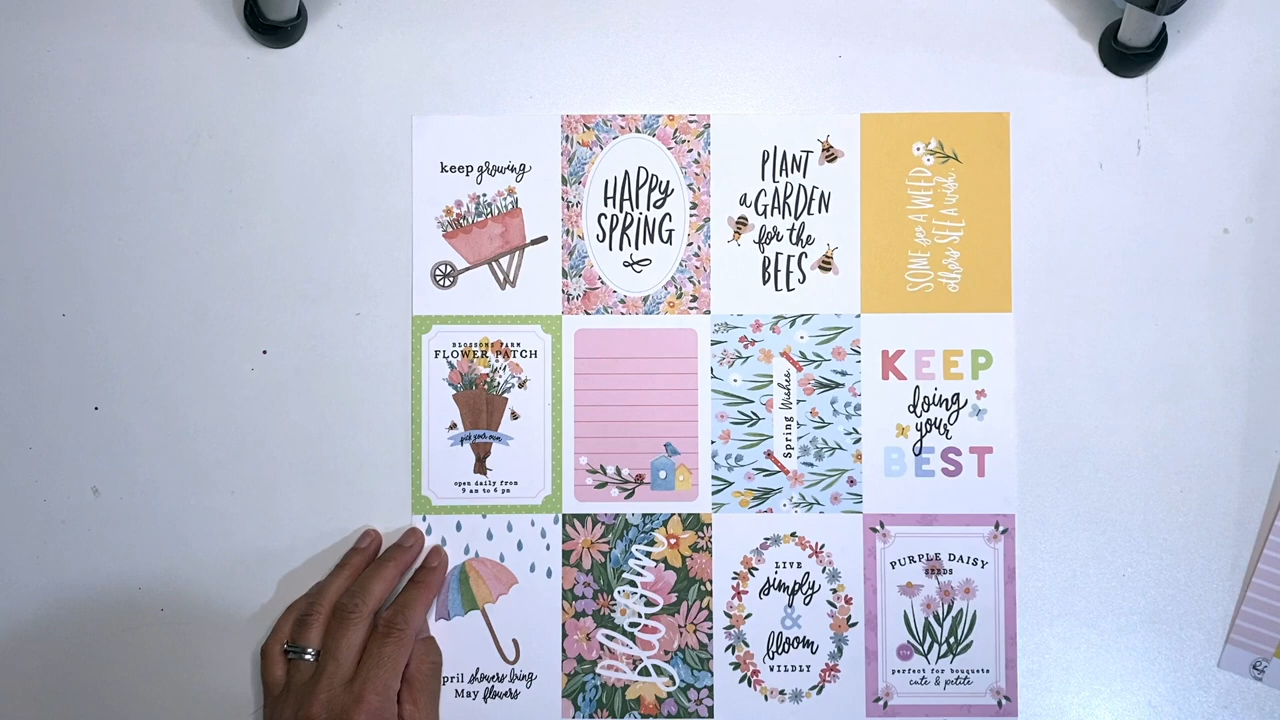 keep growing
HAPPY
SPRING
PLANT
a GARDEN
for the
BEES
SOME see A WEED
others SEE A wish.
BLOSSOMS FARM
FLOWER PATCH
pick your own
open daily from
9 am to 6 pm
Spring Wishes
KEEP
doing
your
BEST
pril showers bring
May flowers
bloom
LIVE
simply
&
bloom
WILDLY
PURPLE DAISY
SEEDS
perfect for bouquets
cute & petite